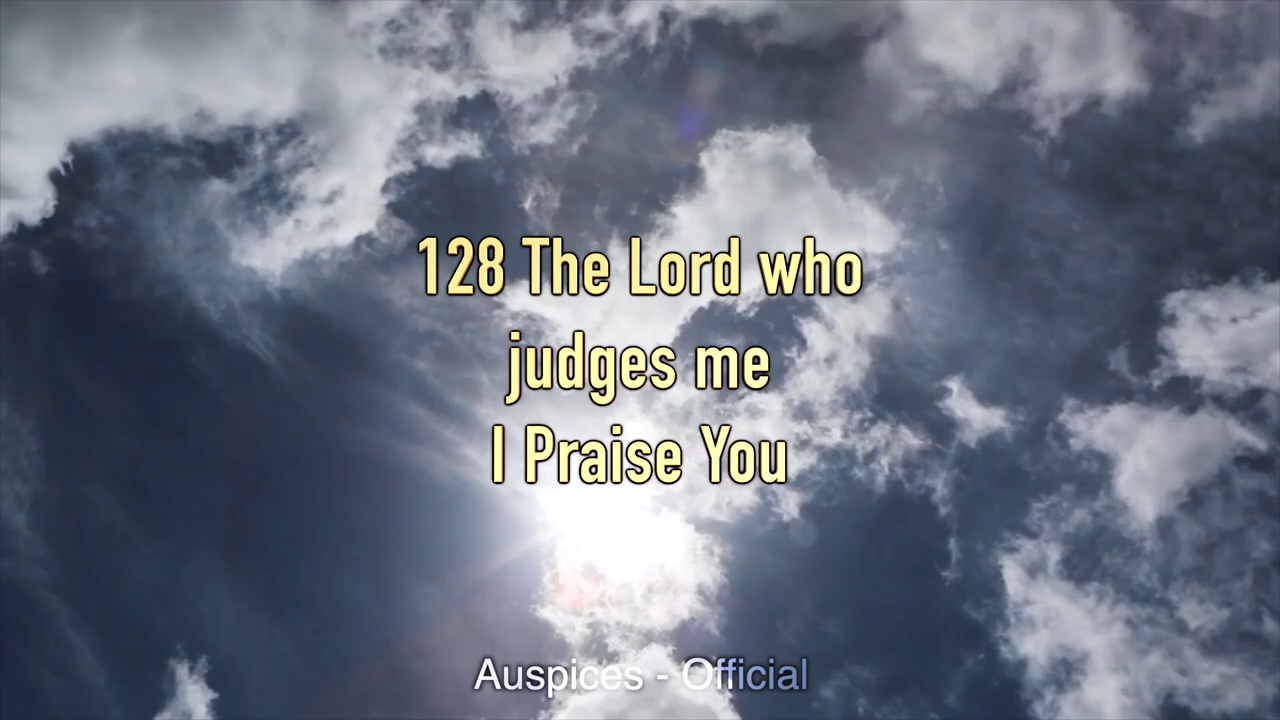 128 The Lord who
judges me
I Praise You
Auspices - Official